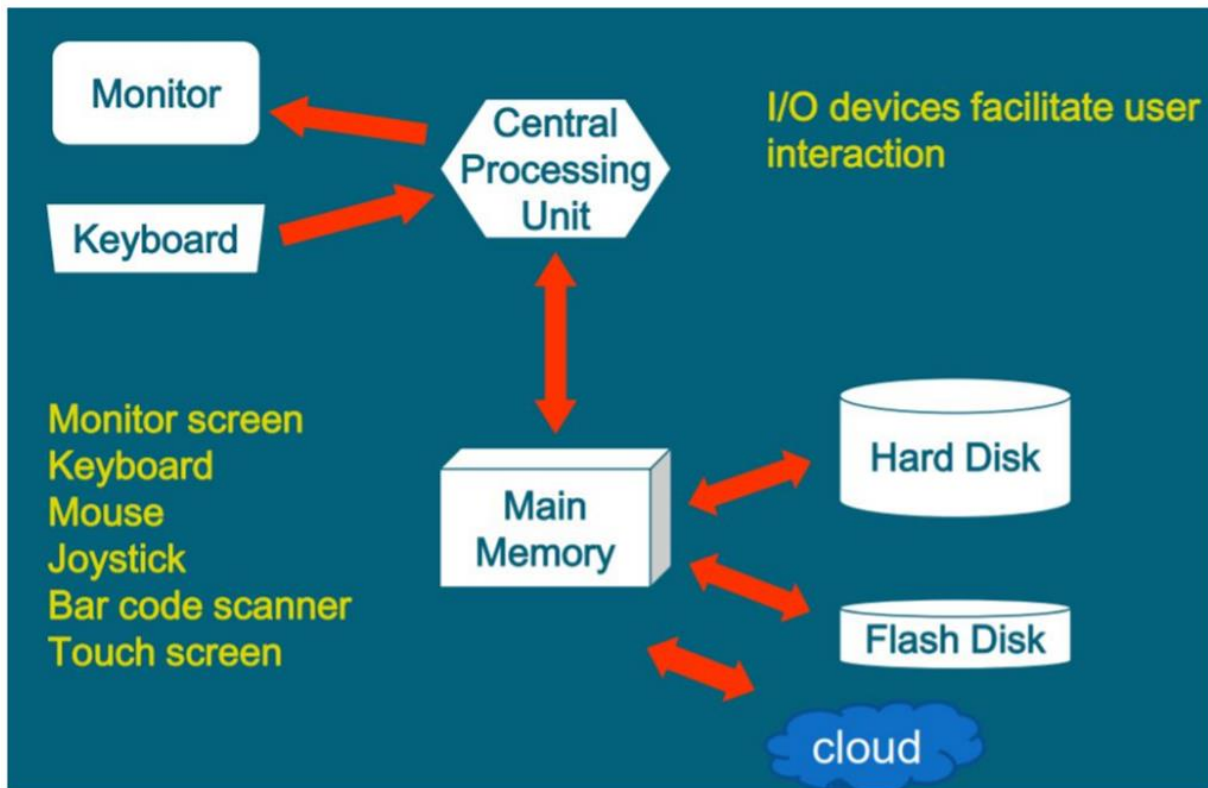 Monitor
Central
Processing
Unit
I/O devices facilitate user
interaction
Keyboard
Monitor screen
Keyboard
Mouse
Joystick
Bar code scanner
Touch screen
Main
Memory
Hard Disk
Flash Disk
cloud